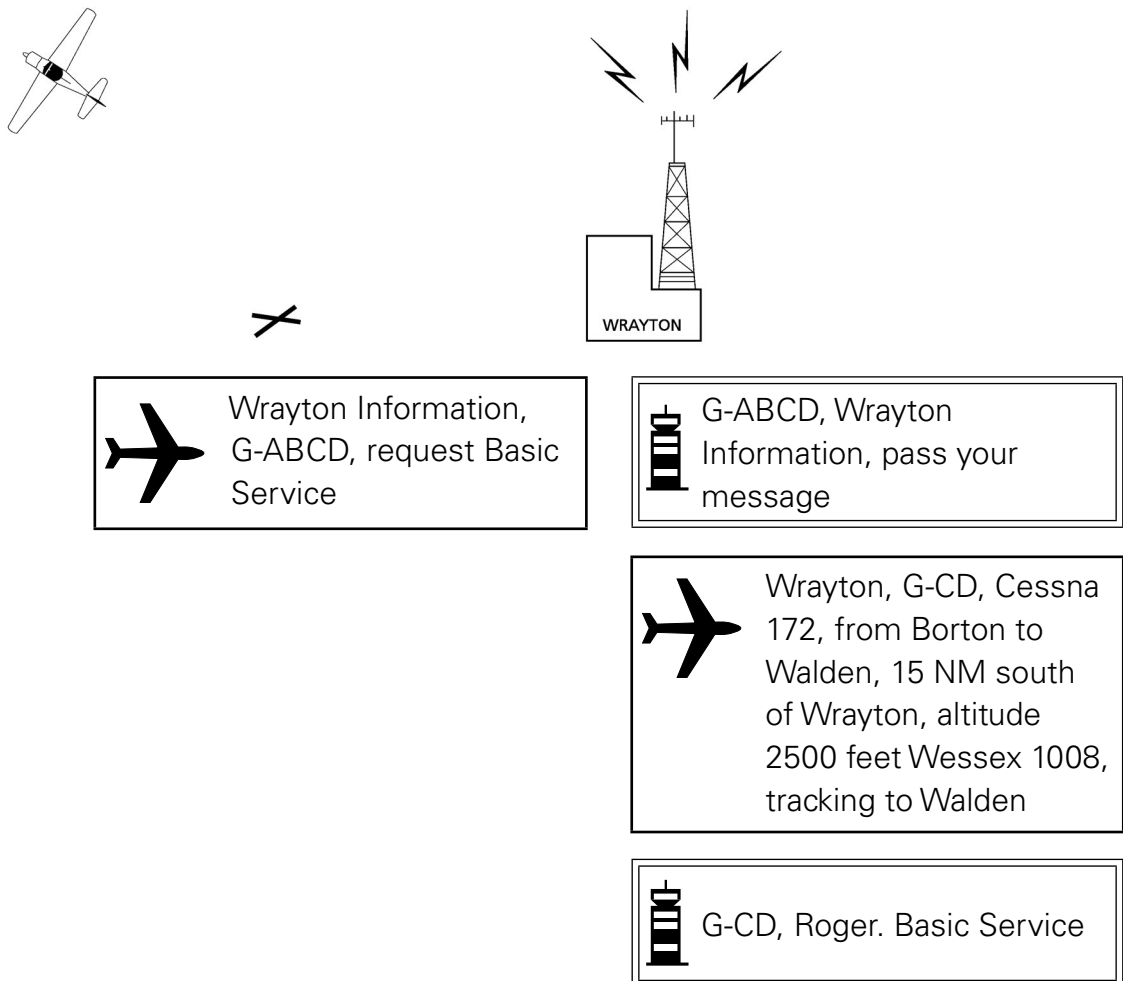 WRAYTON
Wrayton Information,
G-ABCD, request Basic
Service
G-ABCD, Wrayton
Information, pass your
message
Wrayton, G-CD, Cessna
172, from Borton to
Walden, 15 NM south
of Wrayton, altitude
2500 feet Wessex 1008,
tracking to Walden
G-CD, Roger. Basic Service